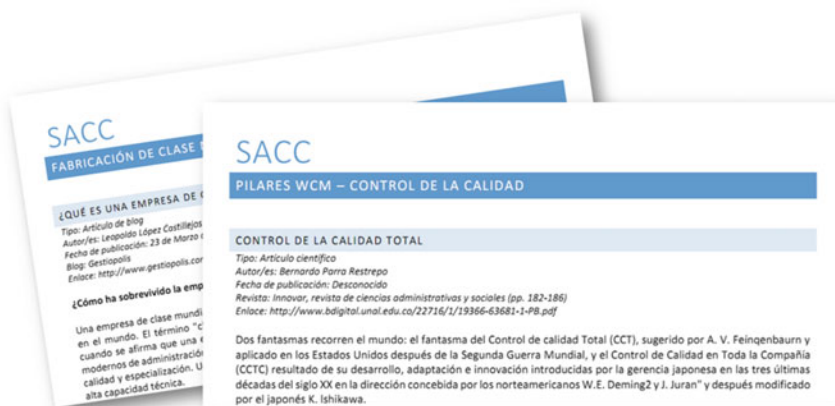 SACC
FABRICACIÓN DE CLASE
¿QUÉ ES UNA EMPRESA DE
Tipo: Artículo de blog
Autor/es: Leopoldo López Castillejos
Fecha de publicación: 23 de Marzo
Blog: Gestiopolis
Enlace: http://www.gestiopolis.com
¿Cómo ha sobrevivido la emp
Una empresa de clase mundi
en el mundo. El término "c
cuando se afirma que una e
modernos de administración
calidad y especialización. U
alta capacidad técnica.
SACC
PILARES WCM – CONTROL DE LA CALIDAD
CONTROL DE LA CALIDAD TOTAL
Tipo: Artículo científico
Autor/es: Bernardo Parra Restrepo
Fecha de publicación: Desconocido
Revista: Innovar, revista de ciencias administrativas y sociales (pp. 182-186)
Enlace: http://www.bdigital.unal.edu.co/22716/1/19366-63681-1-PB.pdf
Dos fantasmas recorren el mundo: el fantasma del Control de calidad Total (CCT), sugerido por A. V. Feinqenbaurn y
aplicado en los Estados Unidos después de la Segunda Guerra Mundial, y el Control de Calidad en Toda la Compañía
(CCTC) resultado de su desarrollo, adaptación e innovación introducidas por la gerencia japonesa en las tres últimas
décadas del siglo XX en la dirección concebida por los norteamericanos W.E. Deming2 y J. Juran" y después modificado
por el japonés K. Ishikawa.